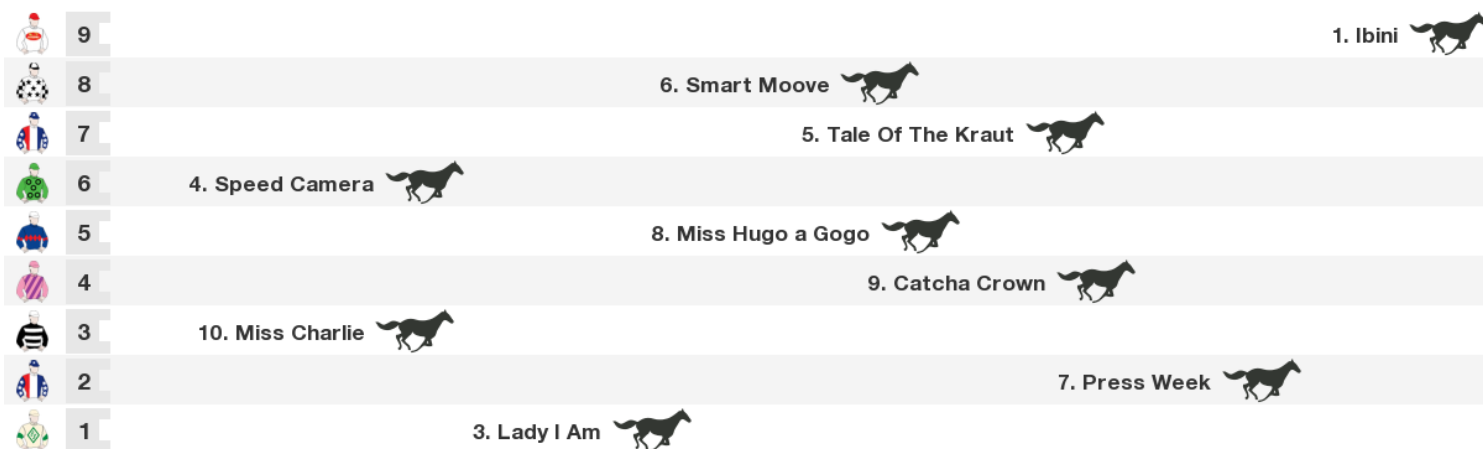 9 1. Ibini
8 6. Smart Moove
7 5. Tale Of The Kraut
6 4. Speed Camera
5 8. Miss Hugo a Gogo
4 9. Catcha Crown
3 10. Miss Charlie
2 7. Press Week
1 3. Lady I Am